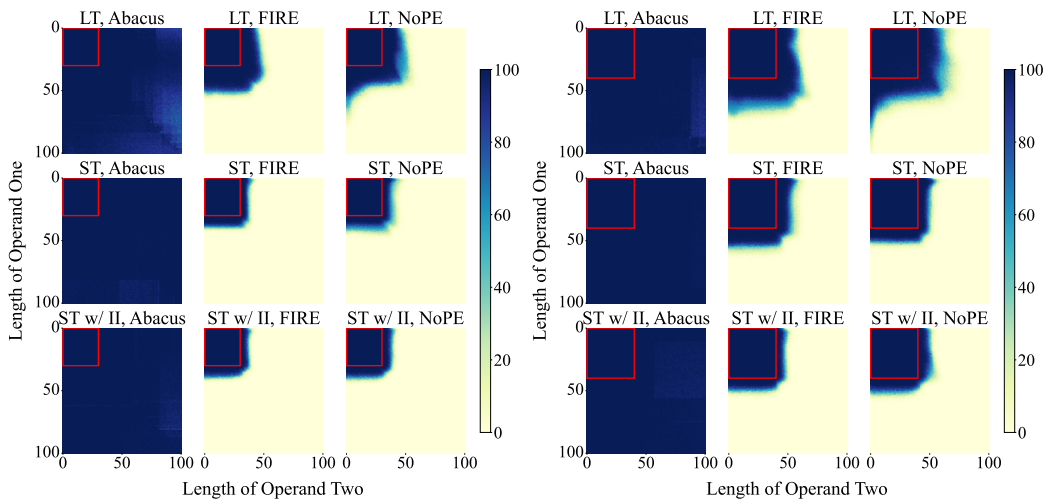 LT, Abacus LT, FIRE LT, NoPE
0
50
100
ST, Abacus ST, FIRE ST, NoPE
0
50
100
ST w/ II, Abacus ST w/ II, FIRE ST w/ II, NoPE
0
50
100
0 50 100 0 50 100 0 50 100
Length of Operand One
Length of Operand Two
100
80
60
40
20
0
LT, Abacus LT, FIRE LT, NoPE
0
50
100
ST, Abacus ST, FIRE ST, NoPE
0
50
100
ST w/ II, Abacus ST w/ II, FIRE ST w/ II, NoPE
0
50
100
0 50 100 0 50 100 0 50 100
Length of Operand One
Length of Operand Two
100
80
60
40
20
0